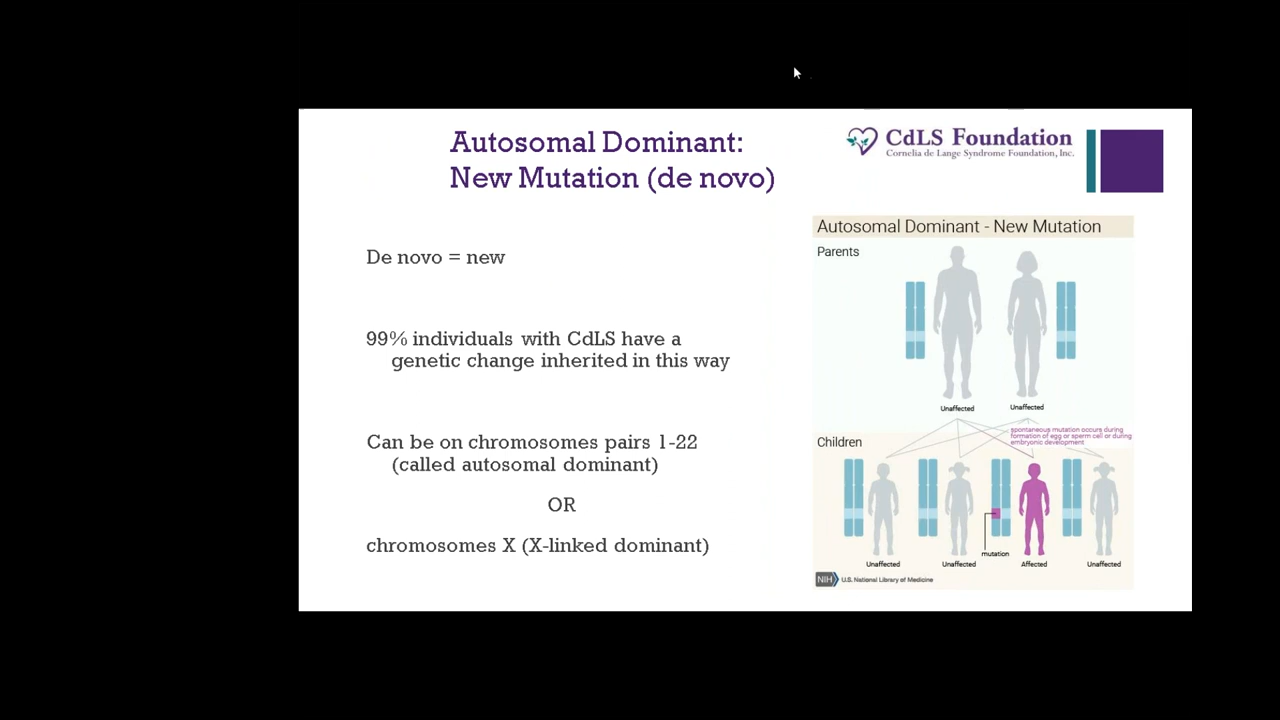 Autosomal Dominant:
New Mutation (de novo)
CdLS Foundation
Cornelia de Lange Syndrome Foundation, Inc.
De novo = new
99% individuals with CdLS have a
genetic change inherited in this way
Can be on chromosomes pairs 1-22
(called autosomal dominant)
OR
chromosomes X (X-linked dominant)
Autosomal Dominant - New Mutation
Parents
Unaffected
Unaffected
spontaneous mutation occurs during
formation of egg or sperm cell or during
embryonic development
Children
mutation
Unaffected
Unaffected
Affected
Unaffected
NIH
U.S. National Library of Medicine